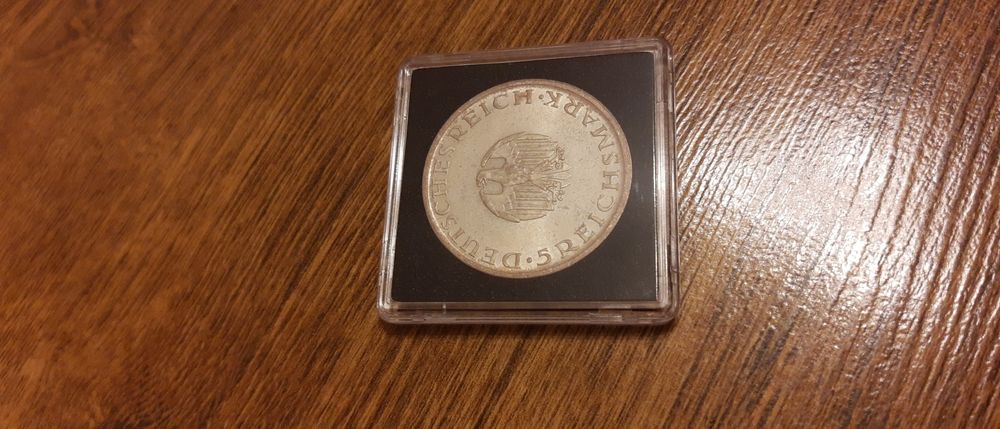 DEUTSCHES REICH · 5 REICHSMARK ·